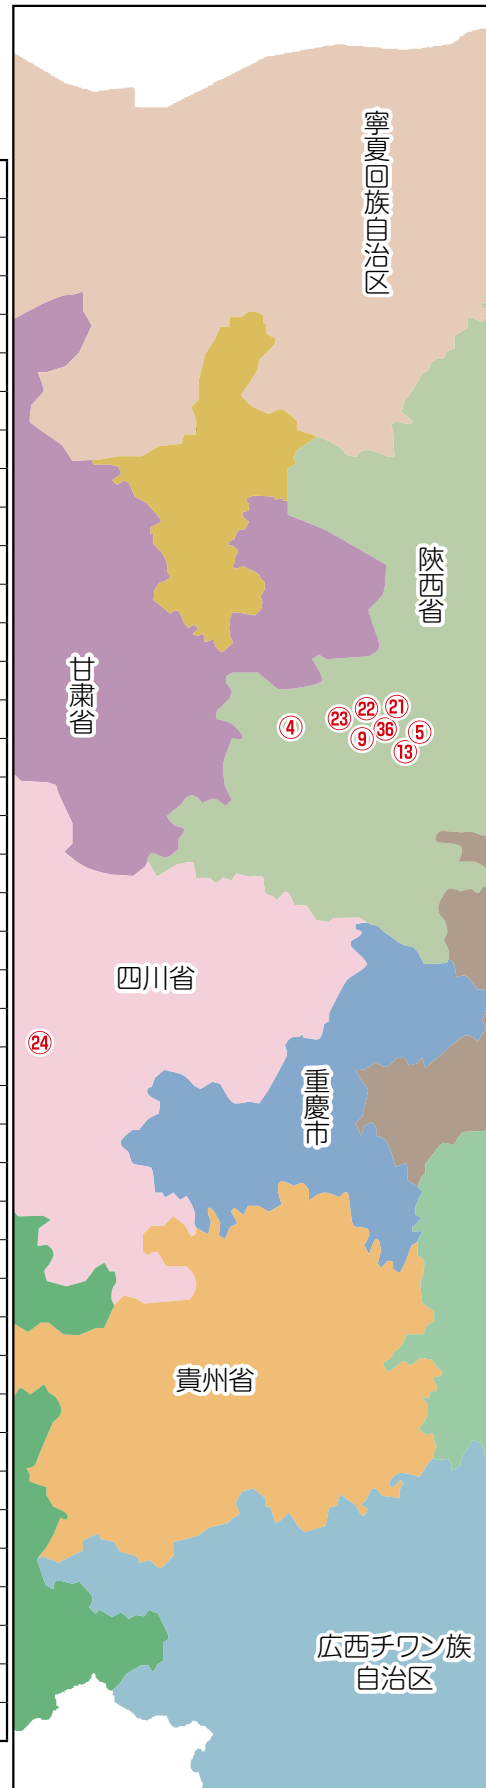 寧夏回族自治区
陝西省
甘粛省
④
㉓
㉒
㉑
⑨
㊱
⑤
⑬
四川省
㉔
重慶市
貴州省
広西チワン族
自治区